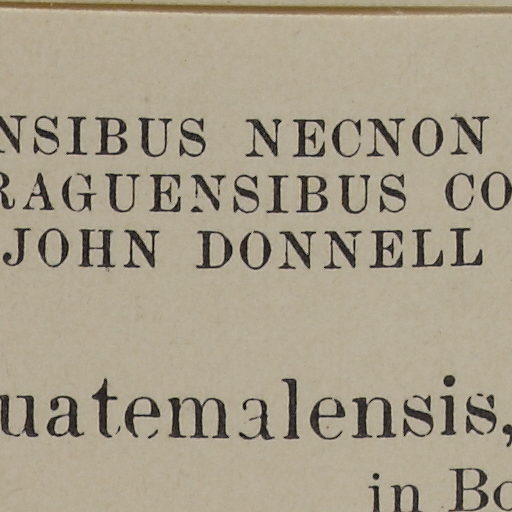 NSIBUS NECNON
RAGUENSIBUS CO
JOHN DONNELL
uatemalensis,
in Bo